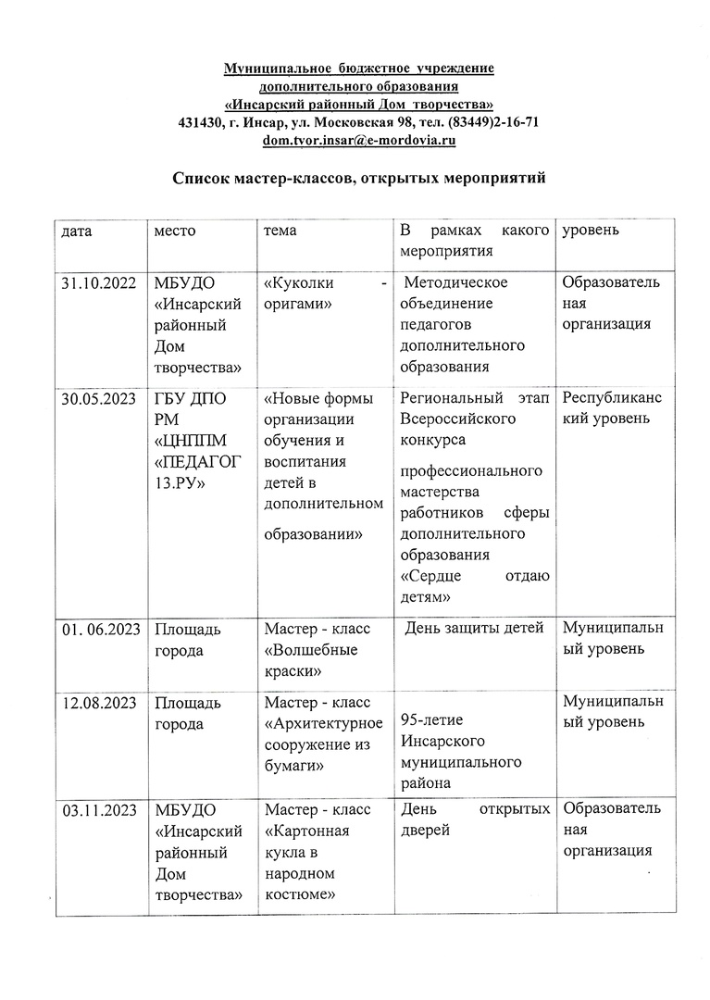 Муниципальное бюджетное учреждение
дополнительного образования
«Инсарский районный Дом творчества»
431430, г. Инсар, ул. Московская 98, тел. (83449)2-16-71
dom.tvor.insar@e-mordovia.ru
Список мастер-классов, открытых мероприятий
дата
место
тема
В рамках какого
мероприятия
уровень
31.10.2022
МБУДО
«Инсарский
районный
Дом
творчества»
«Куколки -
оригами»
Методическое
объединение
педагогов
дополнительного
образования
Образователь
ная
организация
30.05.2023
ГБУ ДПО
РМ
«ЦНППМ
«ПЕДАГОГ
13.РУ»
«Новые формы
организации
обучения и
воспитания
детей в
дополнительном
образовании»
Региональный этап
Всероссийского
конкурса
профессионального
мастерства
работников сферы
дополнительного
образования
«Сердце отдаю
детям»
Республиканс
кий уровень
01. 06.2023
Площадь
города
Мастер - класс
«Волшебные
краски»
День защиты детей
Муниципальн
ый уровень
12.08.2023
Площадь
города
Мастер - класс
«Архитектурное
сооружение из
бумаги»
95-летие
Инсарского
муниципального
района
Муниципальн
ый уровень
03.11.2023
МБУДО
«Инсарский
районный
Дом
творчества»
Мастер - класс
«Картонная
кукла в
народном
костюме»
День открытых
дверей
Образователь
ная
организация